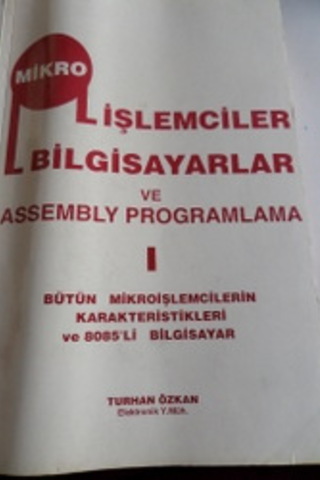 MİKRO
İŞLEMCİLER
BİLGİSAYARLAR
VE
ASSEMBLY PROGRAMLAMA
I
BÜTÜN MİKROİŞLEMCİLERİN
KARAKTERİSTİKLERİ
ve 8085'Lİ BİLGİSAYAR
TURHAN ÖZKAN
Elektronik Y.Müh.